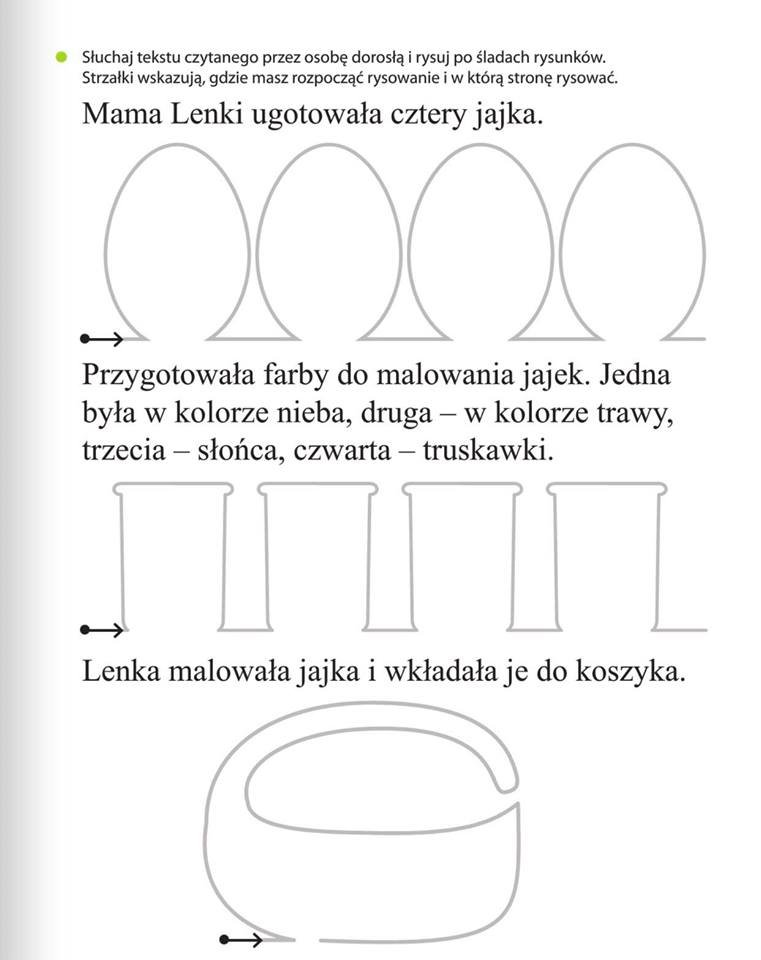 Słuchaj tekstu czytanego przez osobę dorosłą i rysuj po śladach rysunków.
Strzałki wskazują, gdzie masz rozpocząć rysowanie i w którą stronę rysować.
Mama Lenki ugotowała cztery jajka.
Przygotowała farby do malowania jajek. Jedna
była w kolorze nieba, druga – w kolorze trawy,
trzecia – słońca, czwarta – truskawki.
Lenka malowała jajka i wkładała je do koszyka.